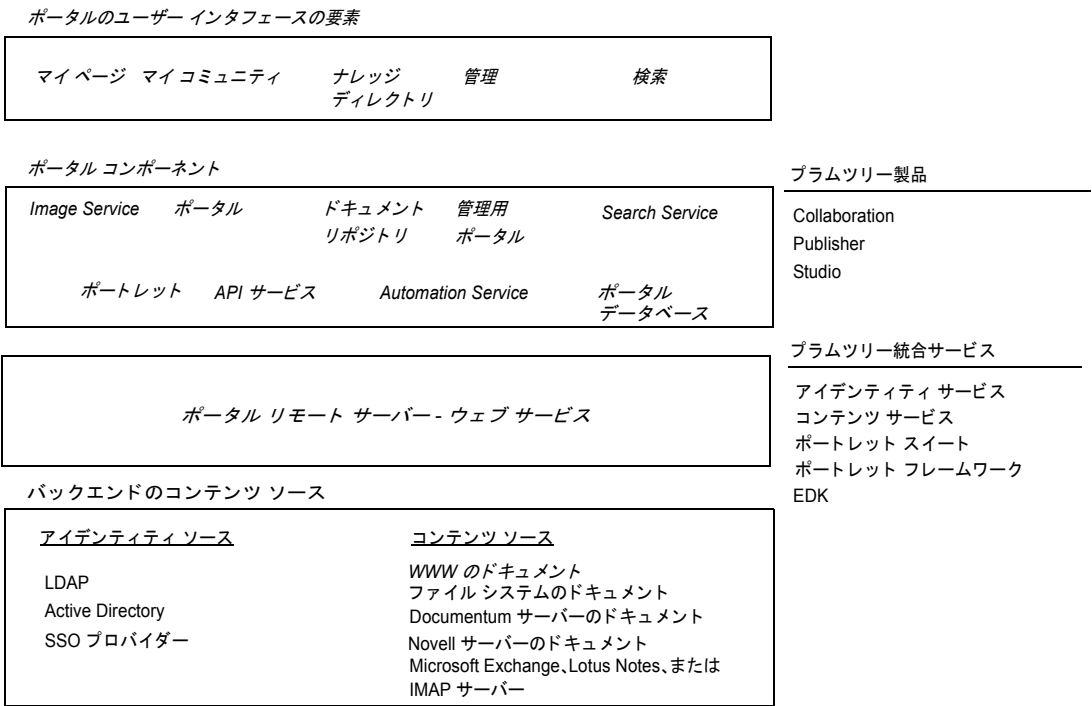 ポータルのユーザー インタフェースの要素
マイ ページ マイ コミュニティ ナレッジ 管理 検索
ディレクトリ
ポータル コンポーネント
Image Service ポータル ドキュメント 管理用 Search Service
リポジトリ ポータル
ポートレット API サービス Automation Service ポータル
データベース
プラムツリー製品
Collaboration
Publisher
Studio
ポータル リモート サーバー - ウェブ サービス
プラムツリー統合サービス
アイデンティティ サービス
コンテンツ サービス
ポートレット スイート
ポートレット フレームワーク
EDK
バックエンドのコンテンツ ソース
アイデンティティ ソース
LDAP
Active Directory
SSO プロバイダー
コンテンツ ソース
WWW のドキュメント
ファイル システムのドキュメント
Documentum サーバーのドキュメント
Novell サーバーのドキュメント
Microsoft Exchange、Lotus Notes、または
IMAP サーバー